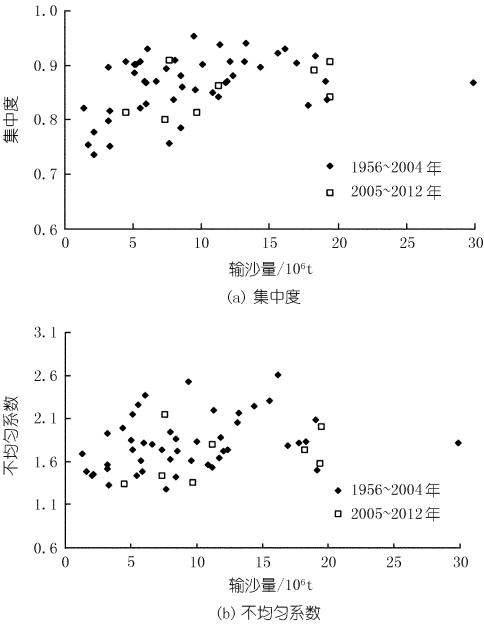 1.0
0.9
0.8
0.7
0.6
集中度
◆ 1956~2004 年
□ 2005~2012 年
0 5 10 15 20 25 30
输沙量/10⁶t
(a) 集中度
3.1
2.6
2.1
1.6
1.1
0.6
不均匀系数
◆ 1956~2004 年
□ 2005~2012 年
0 5 10 15 20 25 30
输沙量/10⁶t
(b) 不均匀系数